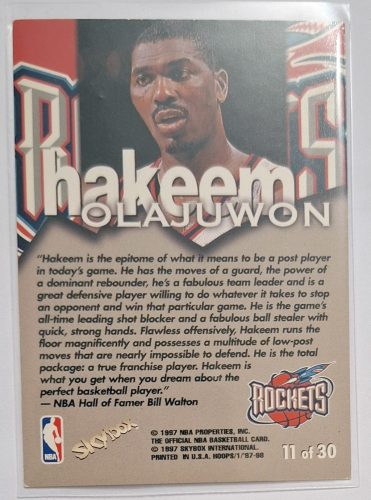 hakeem
OLAJUWON
"Hakeem is the epitome of what it means to be a post player
in today's game. He has the moves of a guard, the power of
a dominant rebounder, he's a fabulous team leader and is a
great defensive player willing to do whatever it takes to stop
an opponent and win that particular game. He is the game's
all-time leading shot blocker and a fabulous ball stealer with
quick, strong hands. Flawless offensively, Hakeem runs the
floor magnificently and possesses a multitude of low-post
moves that are nearly impossible to defend. He is the total
package: a true franchise player. Hakeem is
what you get when you dream about the
perfect basketball player."
— NBA Hall of Famer Bill Walton
ROCKETS
NBA
SkyBox
© 1997 NBA PROPERTIES, INC.
THE OFFICIAL NBA BASKETBALL CARD.
© 1997 SKYBOX INTERNATIONAL.
PRINTED IN U.S.A. HOOPS/1/'97-98
11 of 30